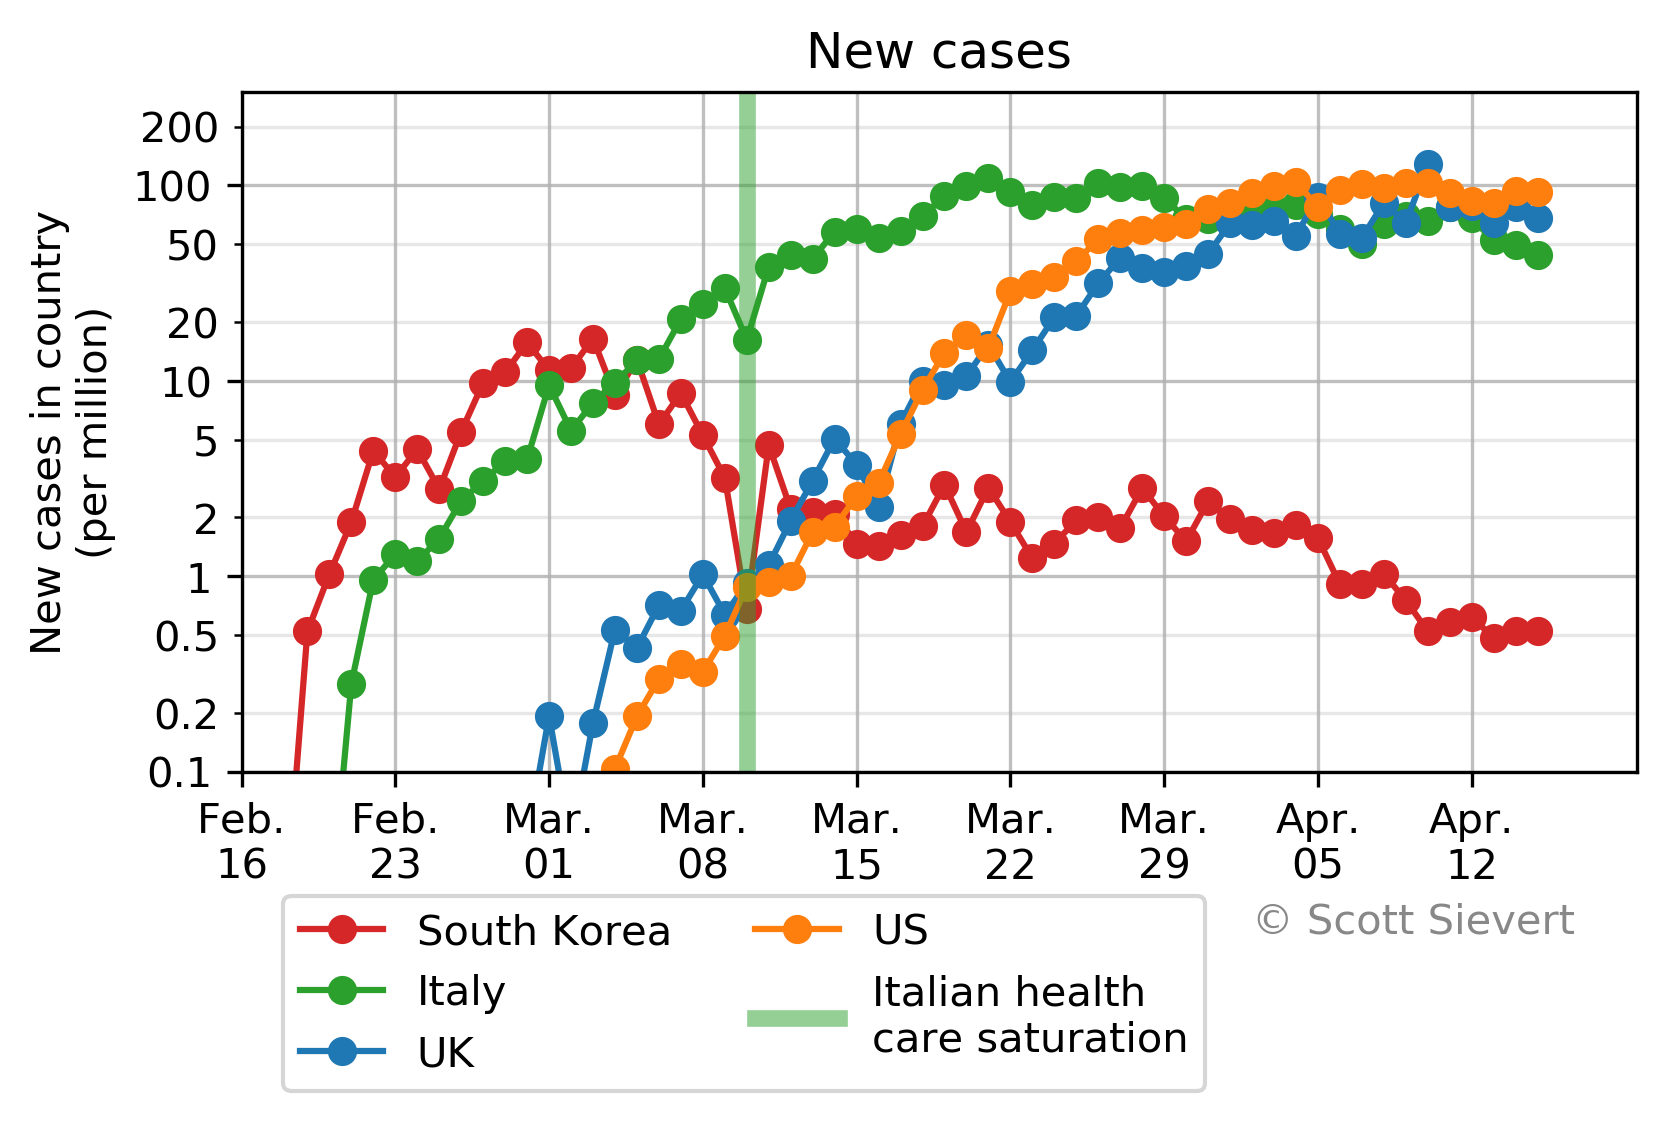 New cases
New cases in country
(per million)
200
100
50
20
10
5
2
1
0.5
0.2
0.1
Feb. 16
Feb. 23
Mar. 01
Mar. 08
Mar. 15
Mar. 22
Mar. 29
Apr. 05
Apr. 12
South Korea
Italy
UK
US
Italian health
care saturation
© Scott Sievert